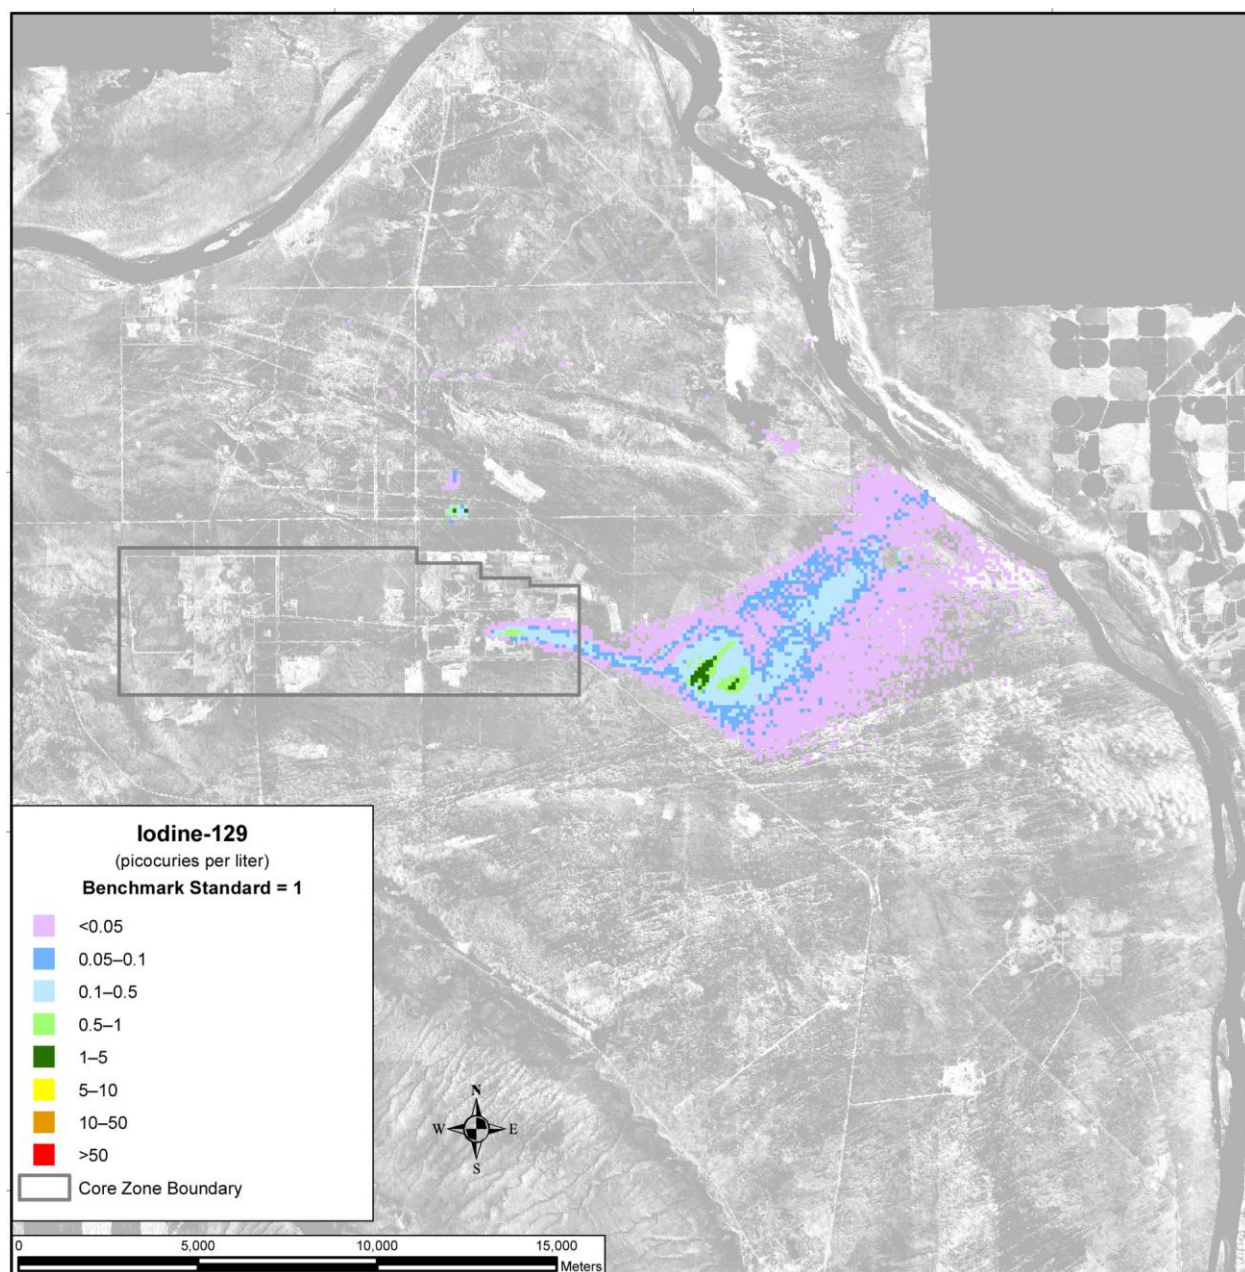 Iodine-129
(picocuries per liter)
Benchmark Standard = 1
<0.05
0.05–0.1
0.1–0.5
0.5–1
1–5
5–10
10–50
>50
Core Zone Boundary
N
W E
S
0 5,000 10,000 15,000
Meters